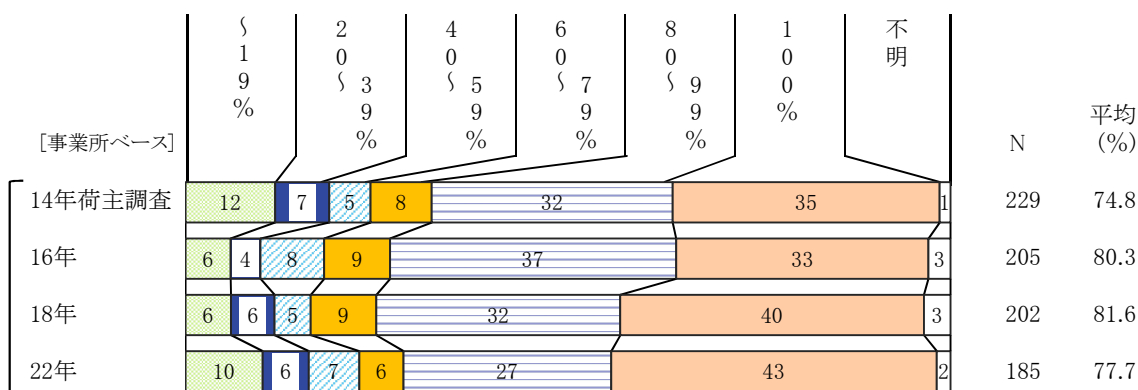 ～19%
20～39%
40～59%
60～79%
80～99%
100%
不明
[事業所ベース] N 平均(%)
14年荷主調査 12 7 5 8 32 35 1 229 74.8
16年 6 4 8 9 37 33 3 205 80.3
18年 6 6 5 9 32 40 3 202 81.6
22年 10 6 7 6 27 43 2 185 77.7